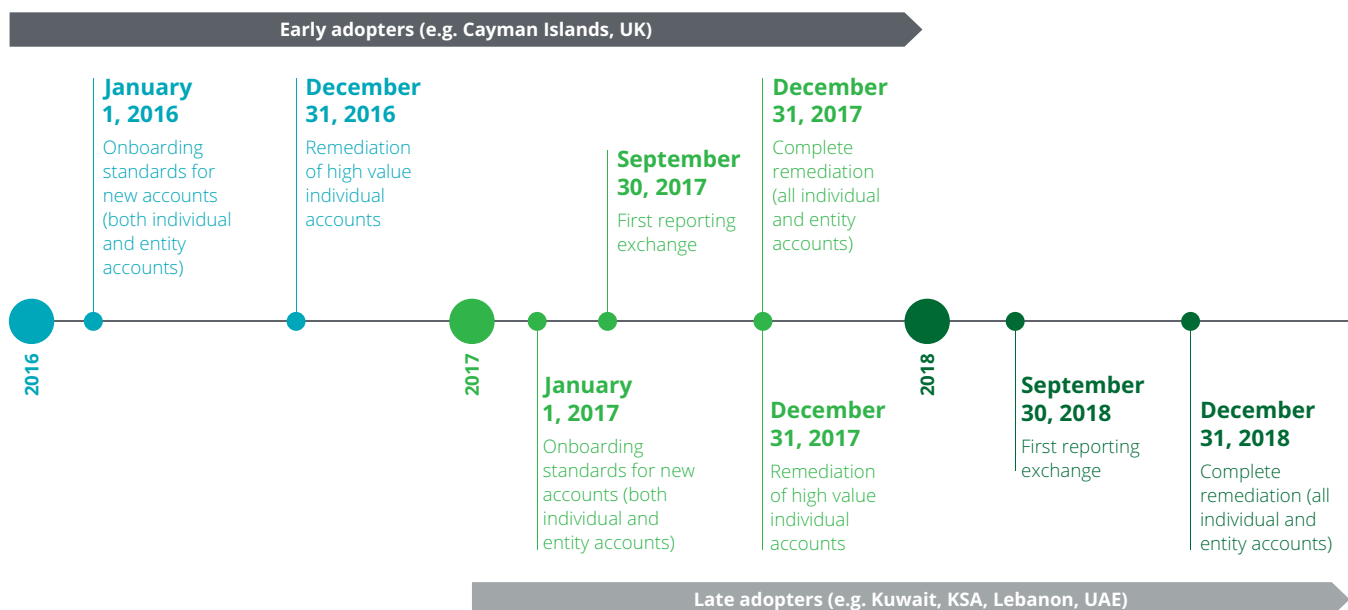 Early adopters (e.g. Cayman Islands, UK)
January
1, 2016
Onboarding
standards for
new accounts
(both individual
and entity
accounts)
December
31, 2016
Remediation
of high value
individual
accounts
September
30, 2017
First reporting
exchange
December
31, 2017
Complete
remediation
(all individual
and entity
accounts)
2016
2017
2018
January
1, 2017
Onboarding
standards for new
accounts (both
individual and
entity accounts)
December
31, 2017
Remediation
of high value
individual
accounts
September
30, 2018
First reporting
exchange
December
31, 2018
Complete
remediation (all
individual and
entity accounts)
Late adopters (e.g. Kuwait, KSA, Lebanon, UAE)